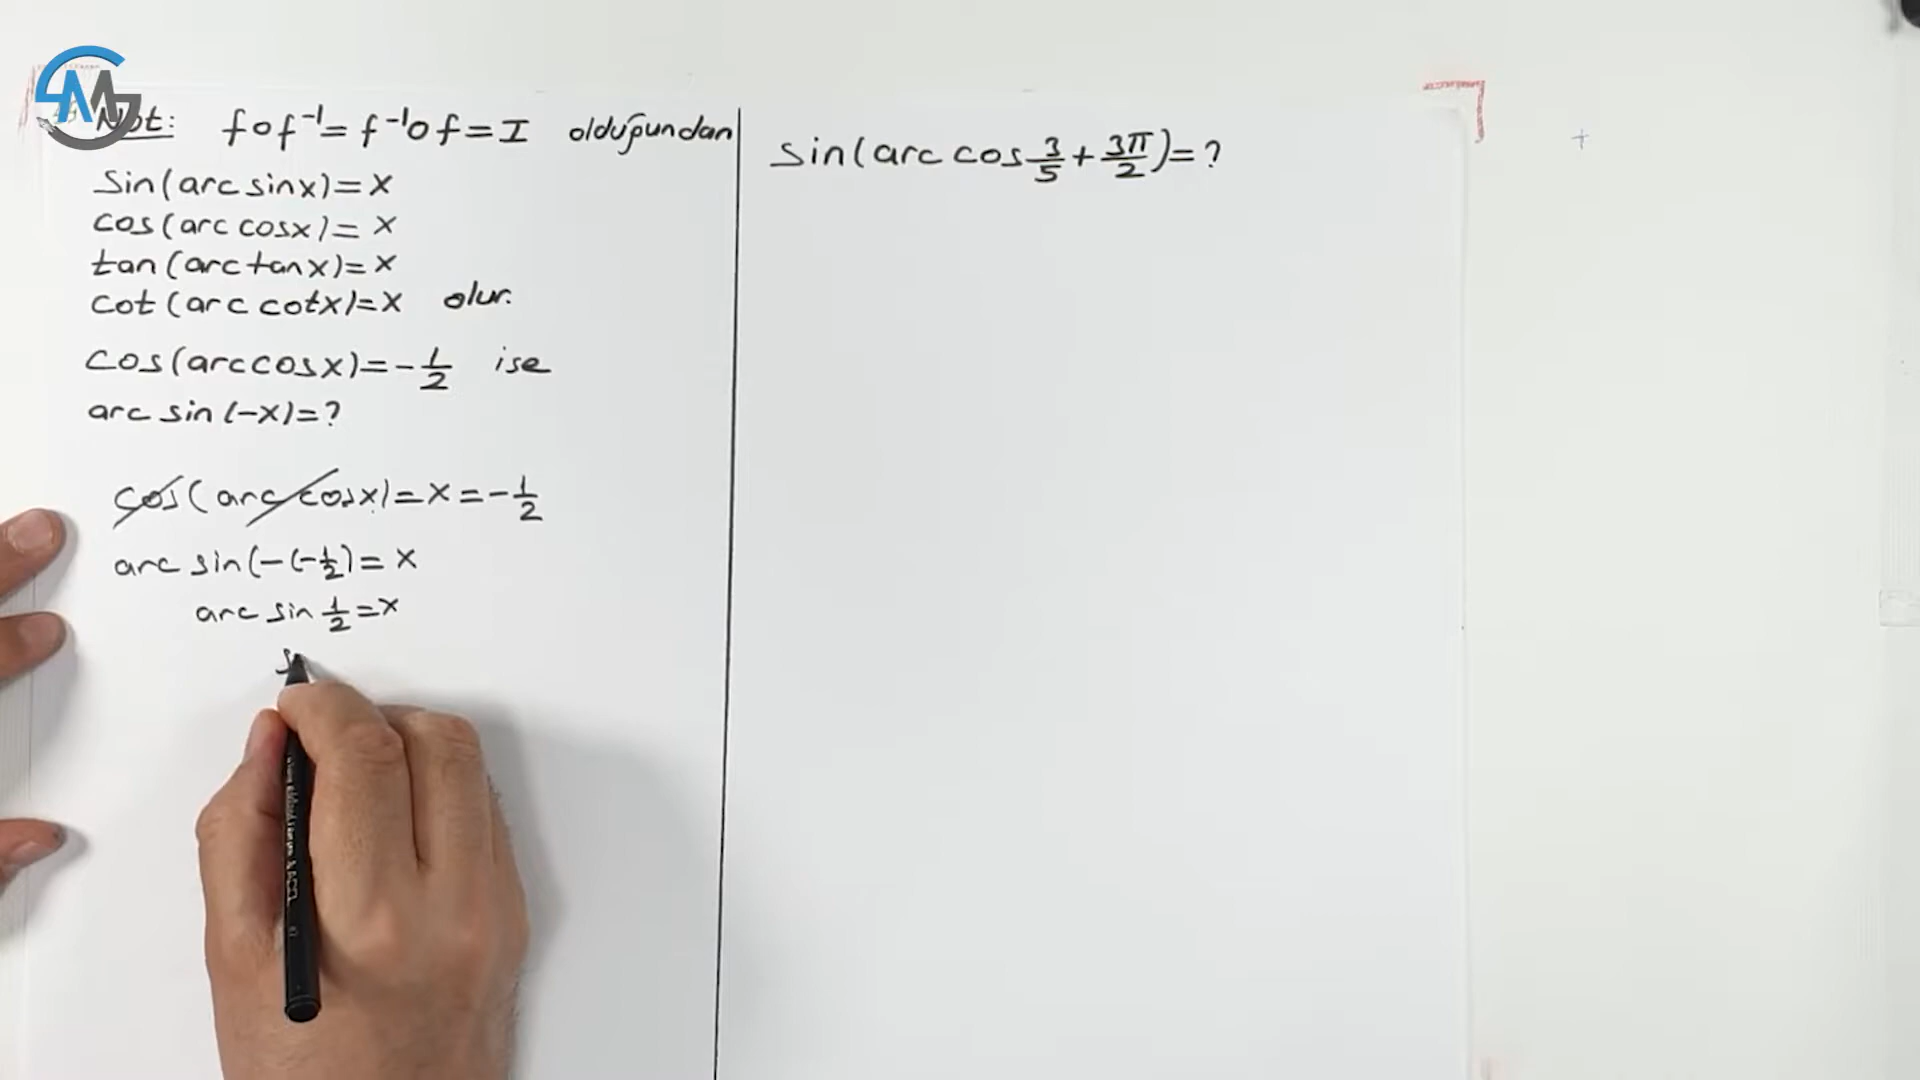 Not: fof⁻¹ = f⁻¹of = I olduğundan
Sin(arc sinx) = x
cos(arc cosx) = x
tan(arctanx) = x
cot(arc cotx) = x olur.
cos(arccosx) = -1/2 ise
arc sin(-x) = ?
cos(arc cosx) = x = -1/2
arc sin(-(-1/2) = x
arc sin 1/2 = x
sin(arc cos 3/5 + 3π/2) = ?